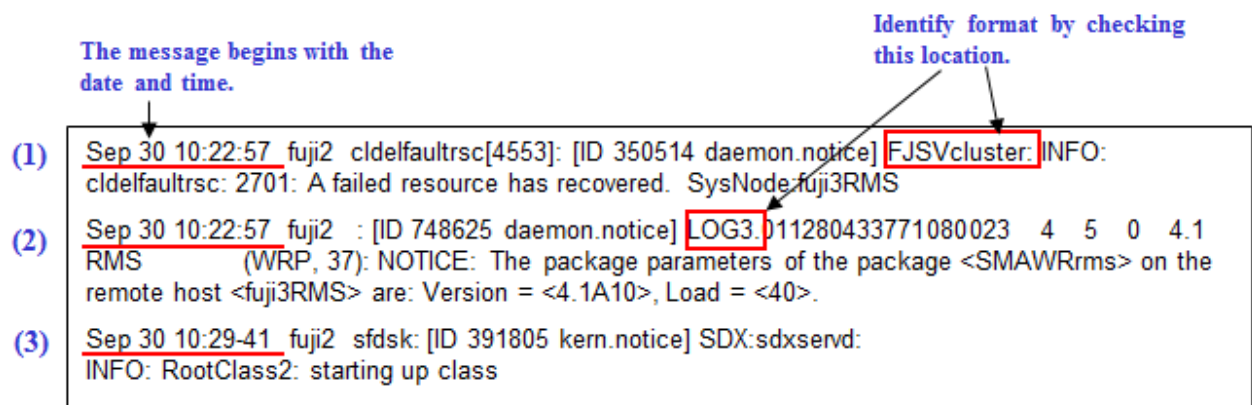 The message begins with the
date and time.
Identify format by checking
this location.
(1) Sep 30 10:22:57 fuji2 cldelfaultrsc[4553]: [ID 350514 daemon.notice] FJSVcluster: INFO:
cldelfaultrsc: 2701: A failed resource has recovered. SysNode:fuji3RMS
(2) Sep 30 10:22:57 fuji2 : [ID 748625 daemon.notice] LOG3.011280433771080023 4 5 0 4.1
RMS (WRP, 37): NOTICE: The package parameters of the package <SMAWRrms> on the
remote host <fuji3RMS> are: Version = <4.1A10>, Load = <40>.
(3) Sep 30 10:29-41 fuji2 sfdsk: [ID 391805 kern.notice] SDX:sdxservd:
INFO: RootClass2: starting up class